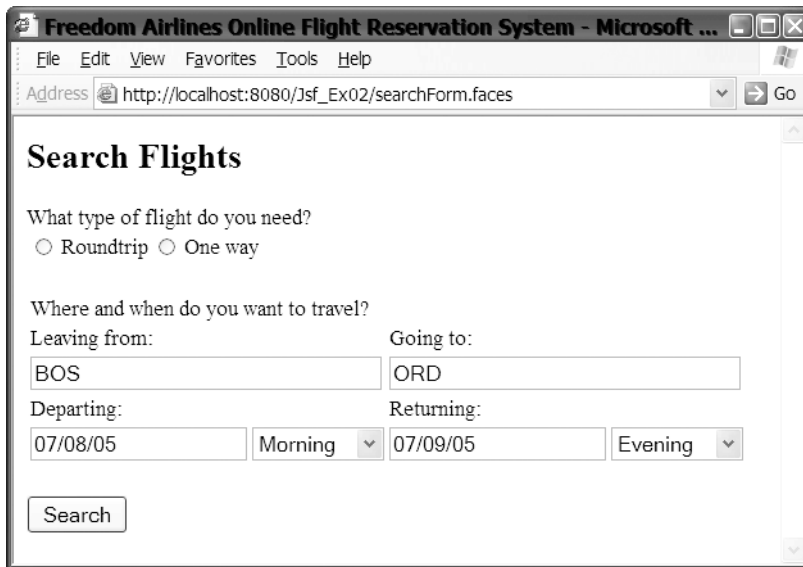 Freedom Airlines Online Flight Reservation System - Microsoft ...
File Edit View Favorites Tools Help
Address http://localhost:8080/Jsf_Ex02/searchForm.faces Go
Search Flights
What type of flight do you need?
Roundtrip One way
Where and when do you want to travel?
Leaving from: Going to:
BOS ORD
Departing: Returning:
07/08/05 Morning 07/09/05 Evening
Search